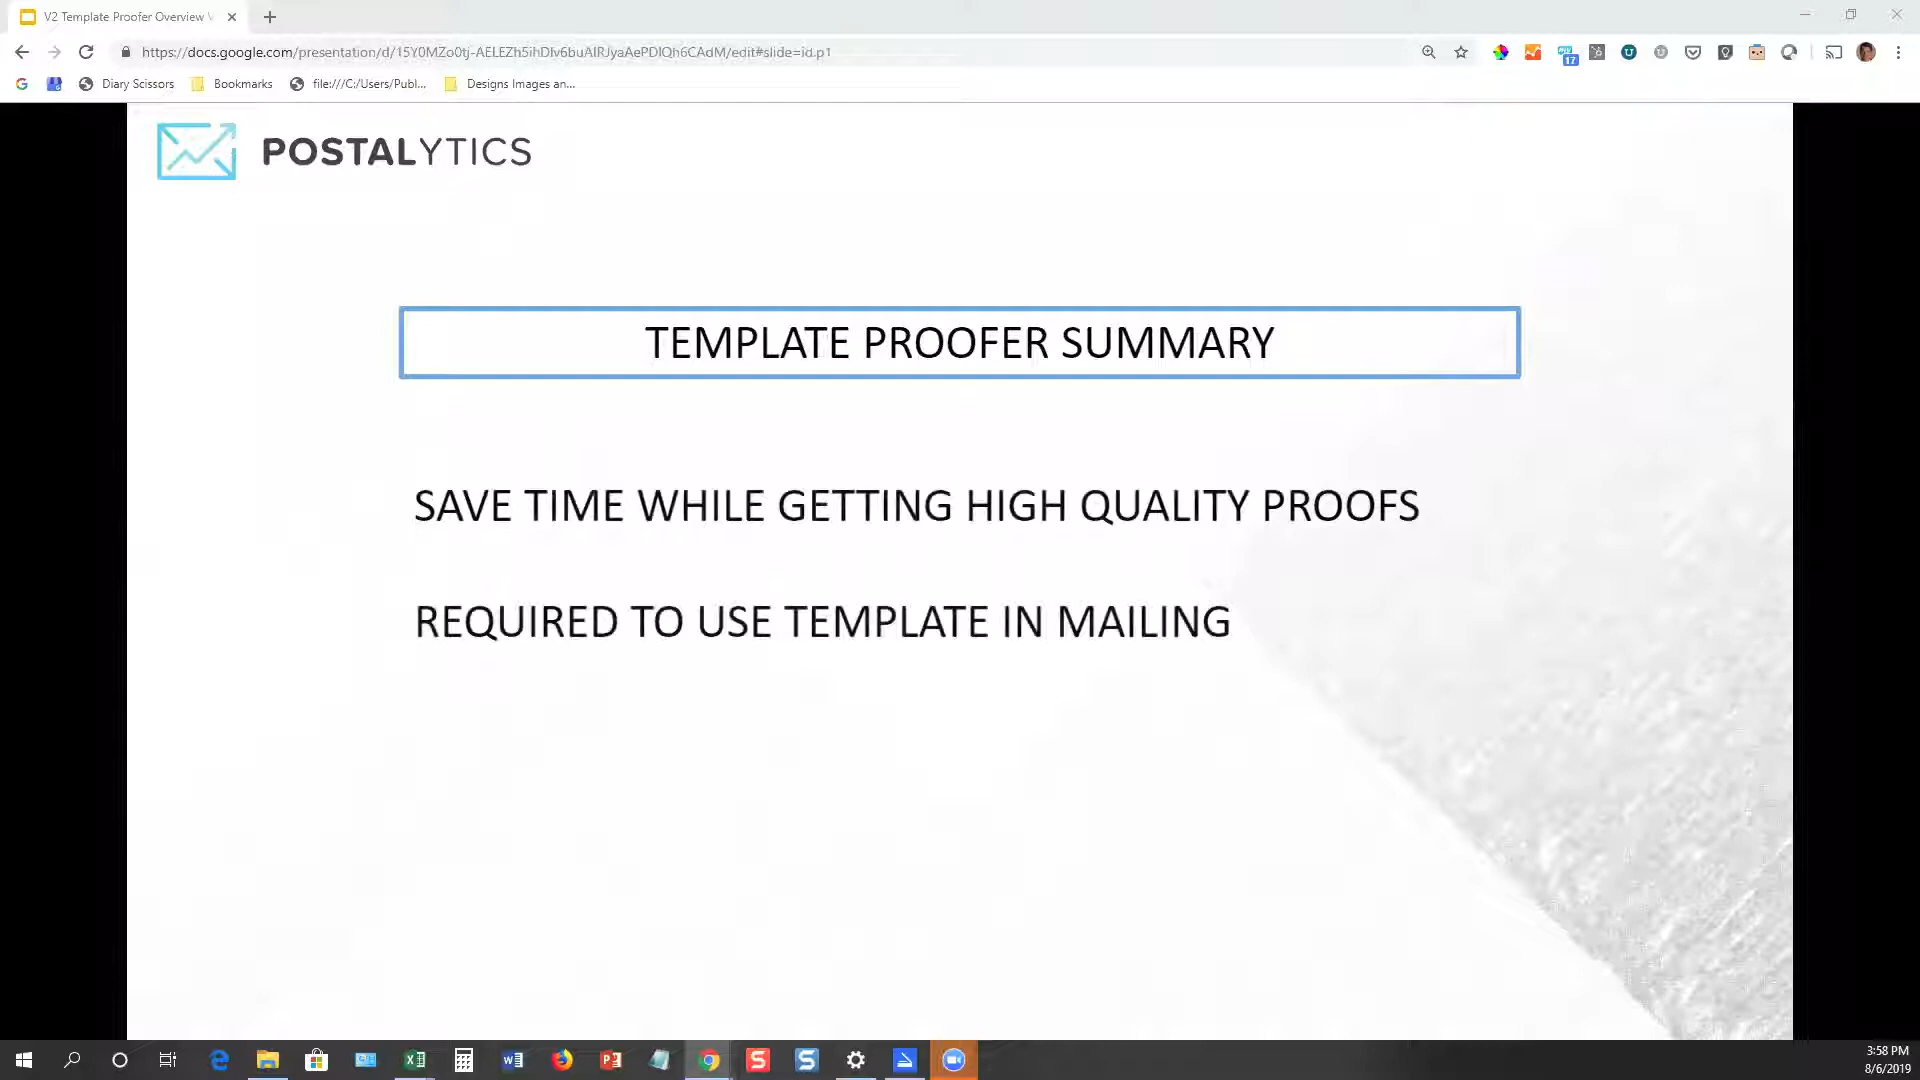 V2 Template Proofer Overview
https://docs.google.com/presentation/d/15Y0MZo0tj-AELEZh5ihDlv6buAIRJyaAePDIQh6CAdM/edit#slide=id.p1
17
Diary Scissors
Bookmarks
file:///C:/Users/Publ...
Designs Images an...
POSTALYTICS
TEMPLATE PROOFER SUMMARY
SAVE TIME WHILE GETTING HIGH QUALITY PROOFS
REQUIRED TO USE TEMPLATE IN MAILING
3:58 PM
8/6/2019